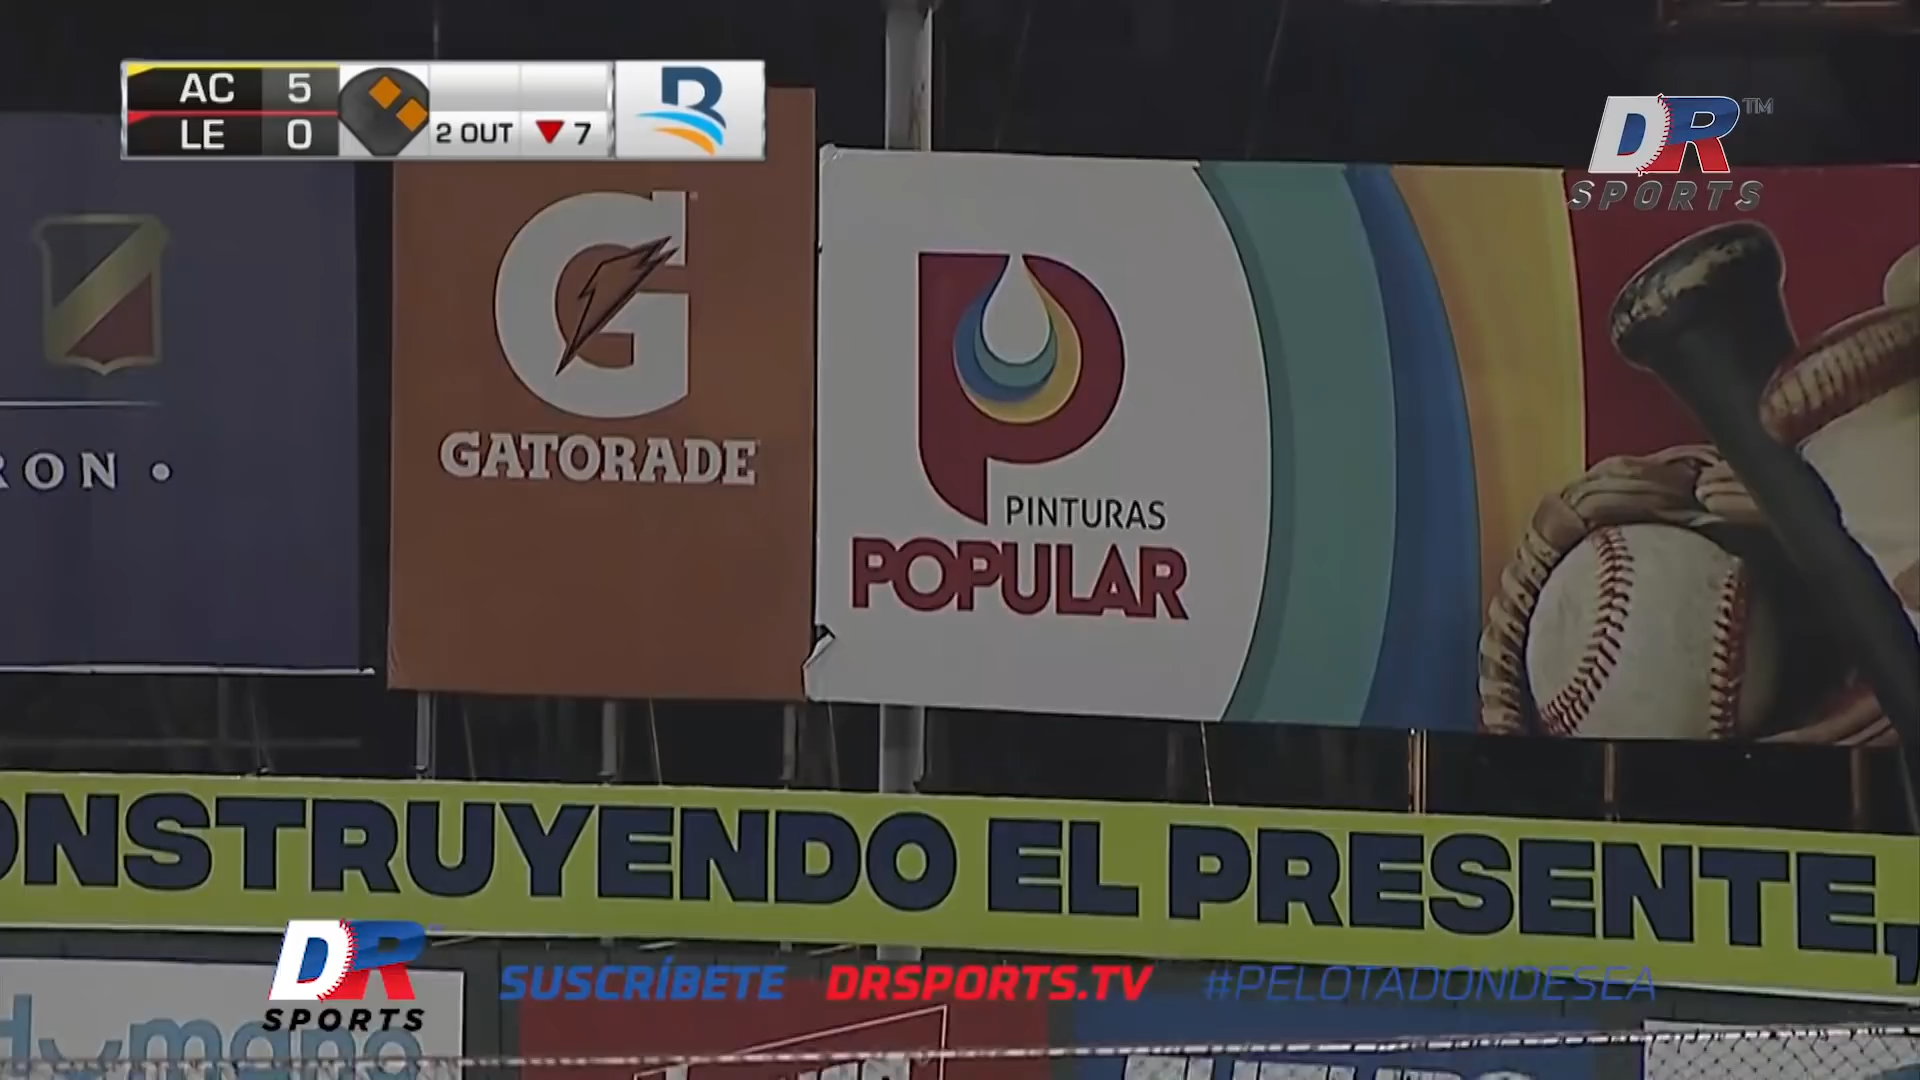 AC 5
LE 0
2 OUT ▼ 7
DR™
SPORTS
G
GATORADE
RON •
PINTURAS
POPULAR
ONSTRUYENDO EL PRESENTE,
DR
SPORTS
SUSCRÍBETE DRSPORTS.TV #PELOTADONDESEA